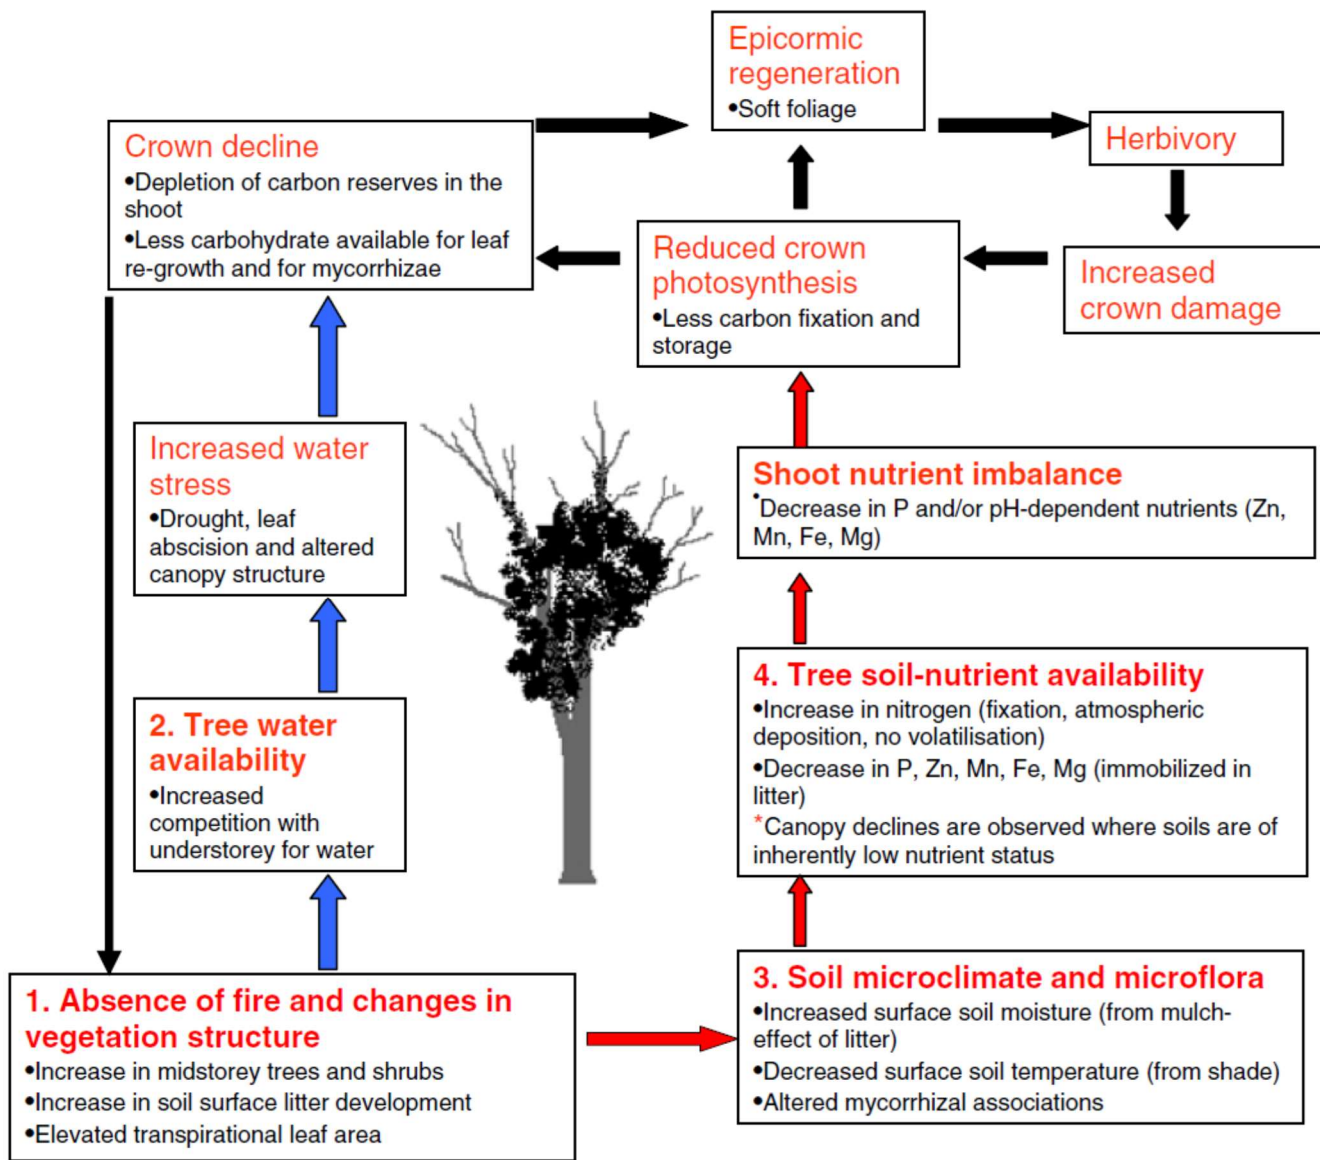 Epicormic
regeneration
•Soft foliage
Crown decline
•Depletion of carbon reserves in the
shoot
•Less carbohydrate available for leaf
re-growth and for mycorrhizae
Herbivory
Reduced crown
photosynthesis
•Less carbon fixation and
storage
Increased
crown damage
Increased water
stress
•Drought, leaf
abscision and altered
canopy structure
Shoot nutrient imbalance
•Decrease in P and/or pH-dependent nutrients (Zn,
Mn, Fe, Mg)
2. Tree water
availability
•Increased
competition with
understorey for water
4. Tree soil-nutrient availability
•Increase in nitrogen (fixation, atmospheric
deposition, no volatilisation)
•Decrease in P, Zn, Mn, Fe, Mg (immobilized in
litter)
*Canopy declines are observed where soils are of
inherently low nutrient status
1. Absence of fire and changes in
vegetation structure
•Increase in midstorey trees and shrubs
•Increase in soil surface litter development
•Elevated transpirational leaf area
3. Soil microclimate and microflora
•Increased surface soil moisture (from mulch-
effect of litter)
•Decreased surface soil temperature (from shade)
•Altered mycorrhizal associations